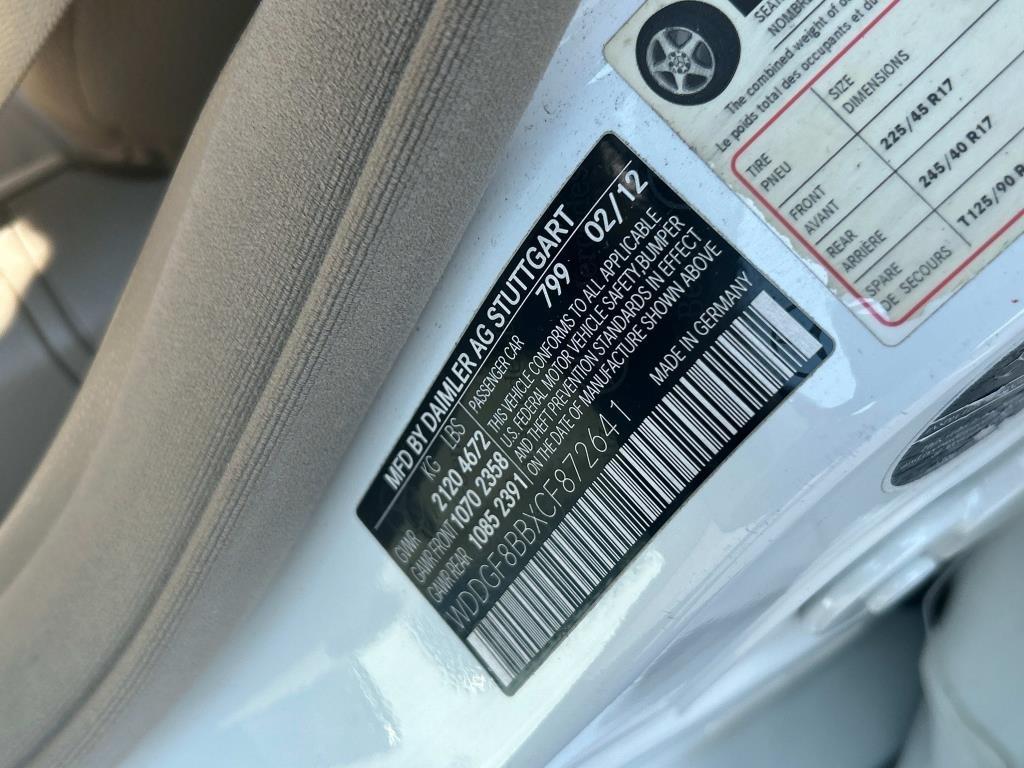 MFD BY DAIMLER AG STUTTGART
799 02/12
KG LBS PASSENGER CAR
GVWR 2120 4672
GAWR FRONT 1070 2358
GAWR REAR 1085 2391
THIS VEHICLE CONFORMS TO ALL APPLICABLE
U.S. FEDERAL MOTOR VEHICLE SAFETY, BUMPER
AND THEFT PREVENTION STANDARDS IN EFFECT
ON THE DATE OF MANUFACTURE SHOWN ABOVE
WDDGF8BBXCF872641
MADE IN GERMANY
The combined weight of
Le poids total des occupants et du
TIRE SIZE
PNEU DIMENSIONS
FRONT 225/45 R17
AVANT
REAR 245/40 R17
ARRIÈRE
SPARE T125/90 R
DE SECOURS